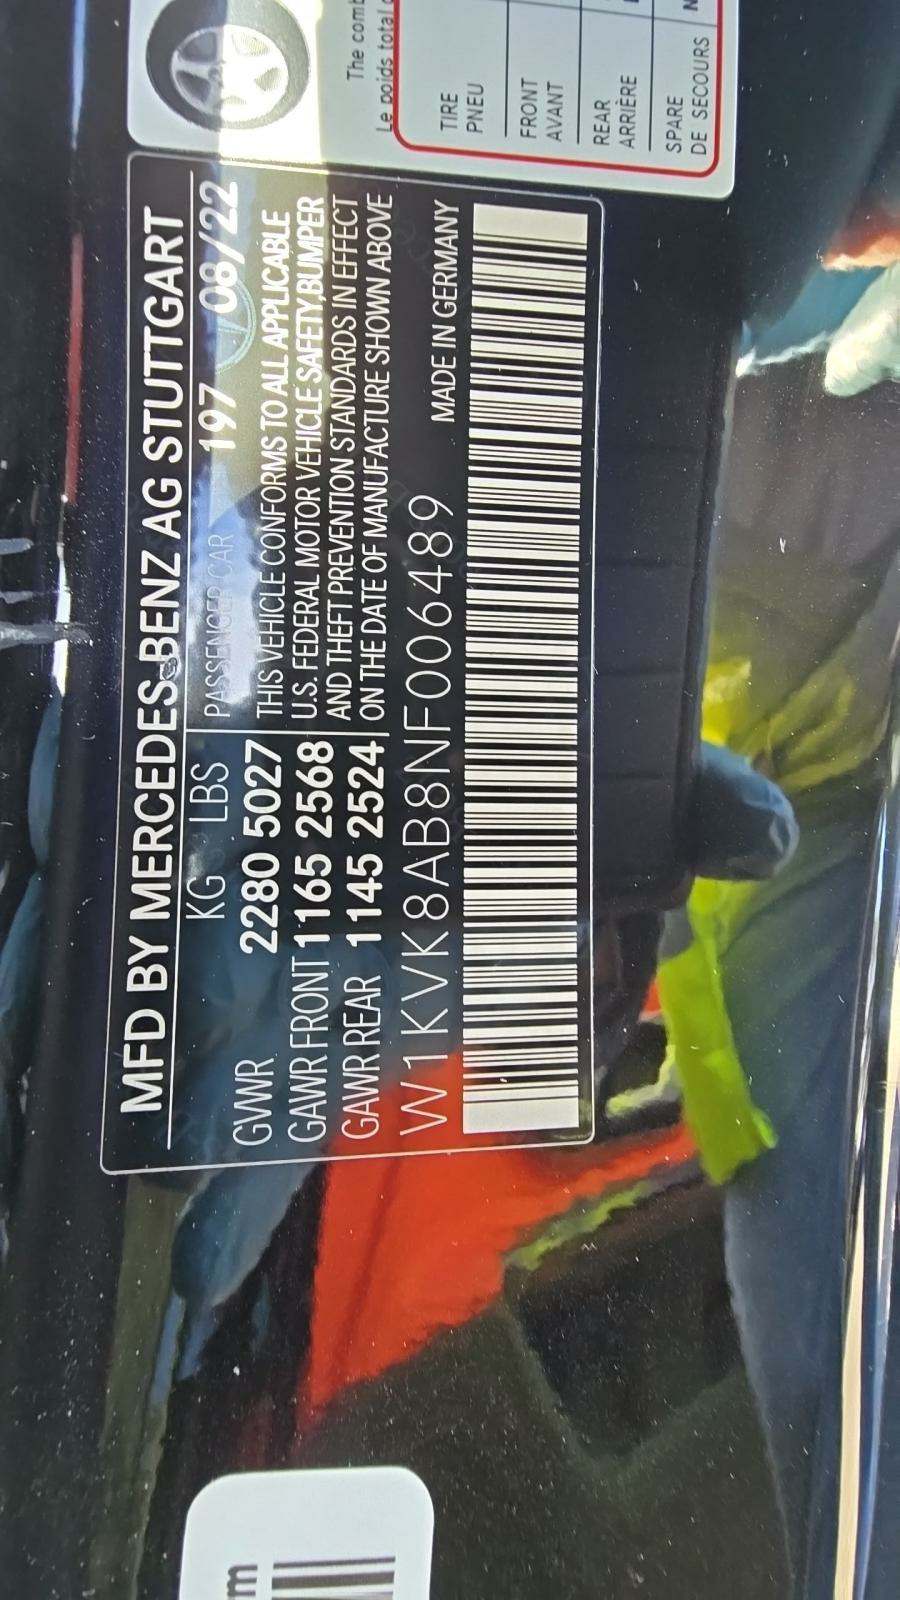 MFD BY MERCEDES-BENZ AG STUTTGART
KG LBS PASSENGER CAR 197 08/22
GVWR 2280 5027
GAWR FRONT 1165 2568
GAWR REAR 1145 2524
THIS VEHICLE CONFORMS TO ALL APPLICABLE
U.S. FEDERAL MOTOR VEHICLE SAFETY,BUMPER
AND THEFT PREVENTION STANDARDS IN EFFECT
ON THE DATE OF MANUFACTURE SHOWN ABOVE
W1KVK8AB8NF006489 MADE IN GERMANY
The
Le poids total
TIRE
PNEU
FRONT
AVANT
REAR
ARRIÈRE
SPARE
DE SECOURS
m